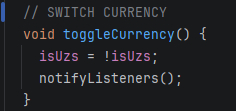 // SWITCH CURRENCY
void toggleCurrency() {
  isUzs = !isUzs;
  notifyListeners();
}